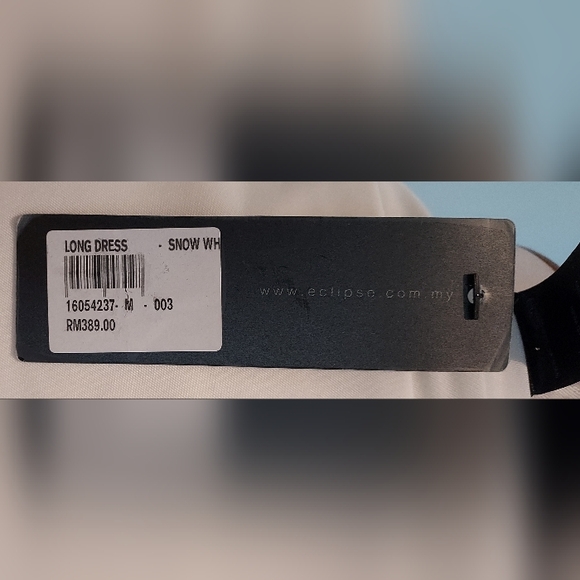 LONG DRESS - SNOW WH
16054237- M - 003
RM389.00
www.eclipse.com.my